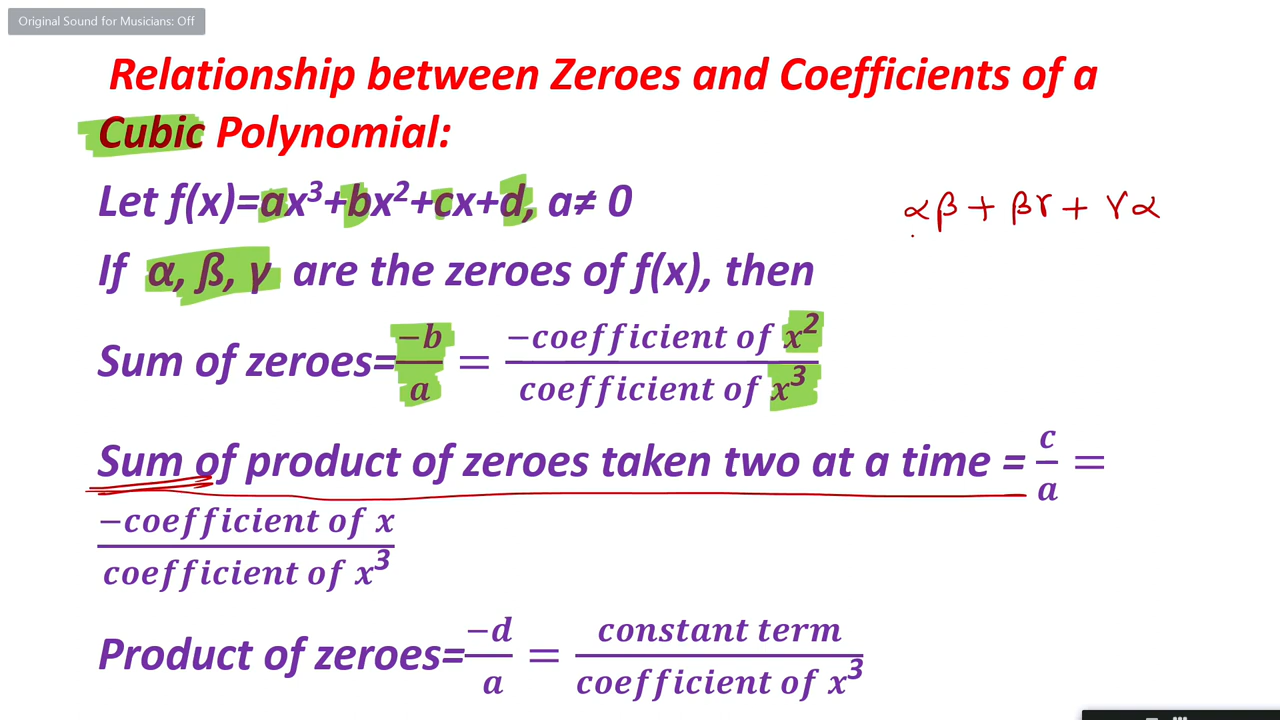 Original Sound for Musicians: Off
Relationship between Zeroes and Coefficients of a
Cubic Polynomial:
Let f(x)=ax³+bx²+cx+d, a≠ 0
αβ + βγ + γα
If α, ß, γ are the zeroes of f(x), then
Sum of zeroes=−b/a = −coefficient of x²/coefficient of x³
Sum of product of zeroes taken two at a time = c/a =
−coefficient of x/coefficient of x³
Product of zeroes=−d/a = constant term/coefficient of x³